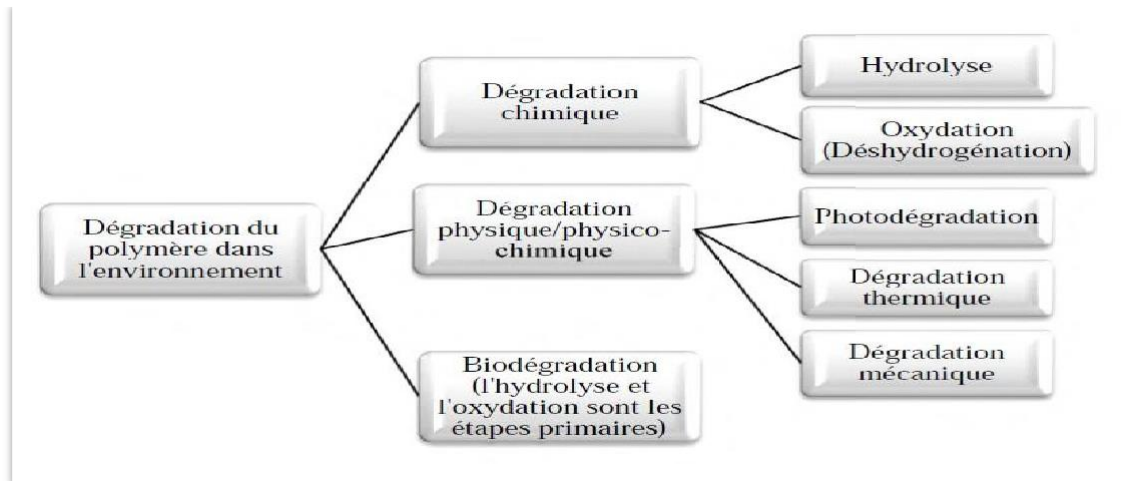 Dégradation du
polymère dans
l'environnement
Dégradation
chimique
Hydrolyse
Oxydation
(Déshydrogénation)
Dégradation
physique/physico-
chimique
Photodégradation
Dégradation
thermique
Dégradation
mécanique
Biodégradation
(l'hydrolyse et
l'oxydation sont les
étapes primaires)